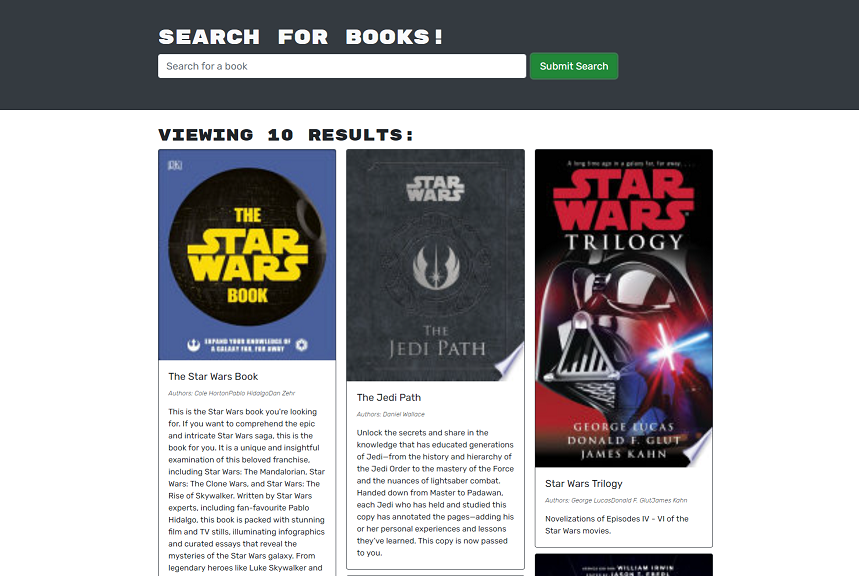 SEARCH FOR BOOKS!
Search for a book
Submit Search
VIEWING 10 RESULTS:
DK
THE
STAR
WARS
BOOK
EXPAND YOUR KNOWLEDGE OF
A GALAXY FAR, FAR AWAY
The Star Wars Book
Authors: Cole HortonPablo HidalgoDan Zehr
This is the Star Wars book you're looking
for. If you want to comprehend the epic
and intricate Star Wars saga, this is the
book for you. It is a unique and insightful
examination of this beloved franchise,
including Star Wars: The Mandalorian, Star
Wars: The Clone Wars, and Star Wars: The
Rise of Skywalker. Written by Star Wars
experts, including fan-favourite Pablo
Hidalgo, this book is packed with stunning
film and TV stills, illuminating infographics
and curated essays that reveal the
mysteries of the Star Wars galaxy. From
legendary heroes like Luke Skywalker and
STAR
WARS
THE
JEDI PATH
The Jedi Path
Authors: Daniel Wallace
Unlock the secrets and share in the
knowledge that has educated generations
of Jedi—from the history and hierarchy of
the Jedi Order to the mastery of the Force
and the nuances of lightsaber combat.
Handed down from Master to Padawan,
each Jedi who has held and studied this
copy has annotated the pages—adding his
or her personal experiences and lessons
they've learned. This copy is now passed
to you.
A long time ago in a galaxy far, far away. . . .
STAR
WARS
TRILOGY
GEORGE LUCAS
DONALD F. GLUT
JAMES KAHN
Star Wars Trilogy
Authors: George LucasDonald F. GlutJames Kahn
Novelizations of Episodes IV - VI of the
Star Wars movies.
WILLIAM IRWIN
JASON T. EBERL